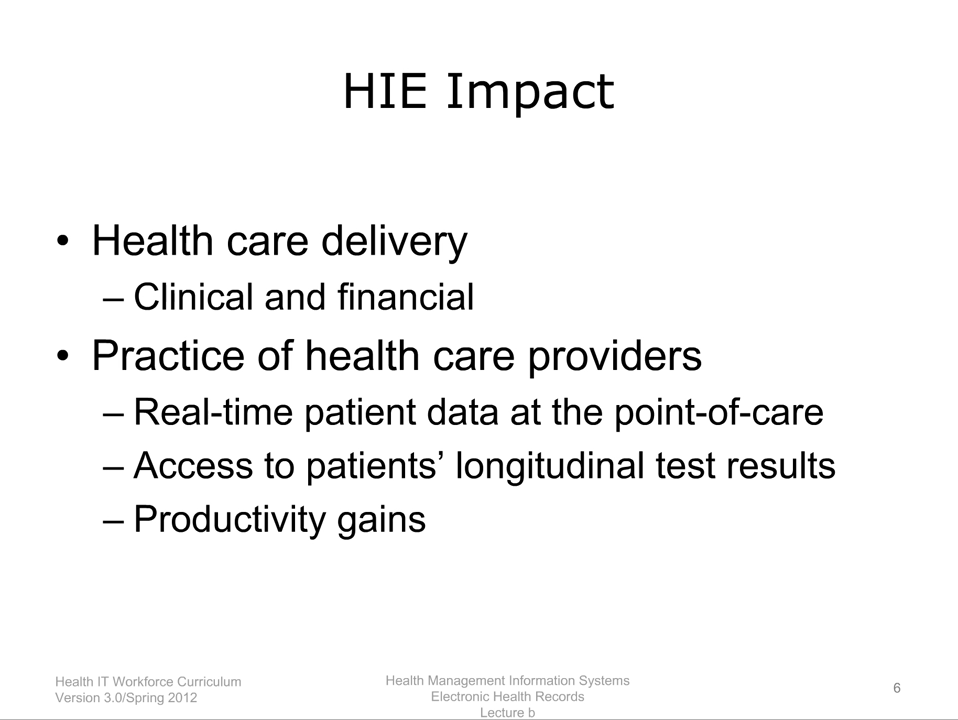 HIE Impact
• Health care delivery
– Clinical and financial
• Practice of health care providers
– Real-time patient data at the point-of-care
– Access to patients’ longitudinal test results
– Productivity gains
Health IT Workforce Curriculum
Version 3.0/Spring 2012
Health Management Information Systems
Electronic Health Records
Lecture b
6